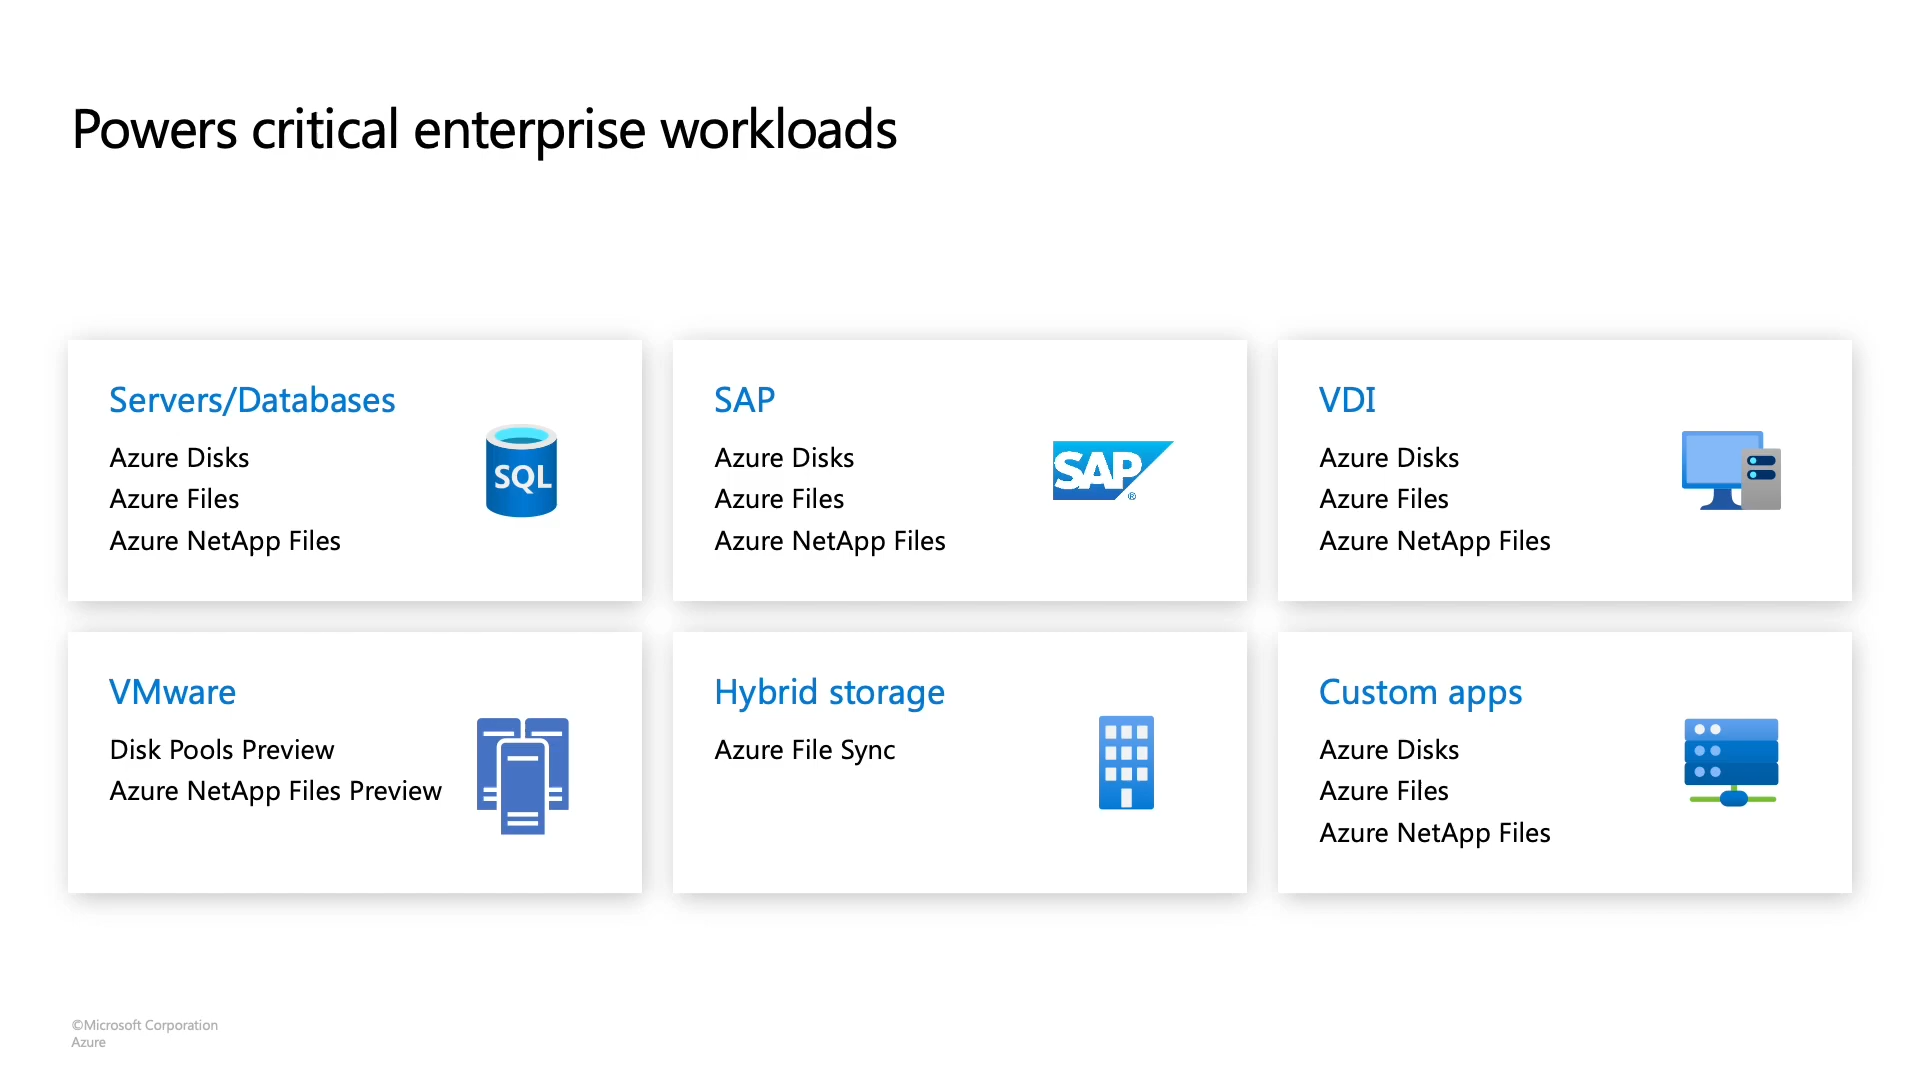 Powers critical enterprise workloads
Servers/Databases
Azure Disks
Azure Files
Azure NetApp Files
SQL
SAP
Azure Disks
Azure Files
Azure NetApp Files
SAP®
VDI
Azure Disks
Azure Files
Azure NetApp Files
VMware
Disk Pools Preview
Azure NetApp Files Preview
Hybrid storage
Azure File Sync
Custom apps
Azure Disks
Azure Files
Azure NetApp Files
©Microsoft Corporation
Azure